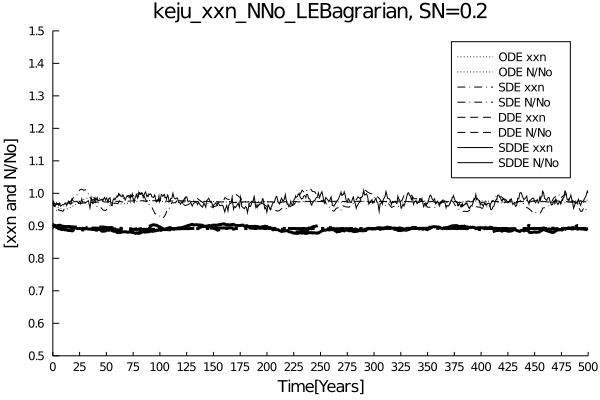 keju_xxn_NNo_LEBagrarian, SN=0.2
1.5
1.4
1.3
1.2
1.1
1.0
0.9
0.8
0.7
0.6
0.5
[xxn and N/No]
ODE xxn
ODE N/No
SDE xxn
SDE N/No
DDE xxn
DDE N/No
SDDE xxn
SDDE N/No
0 25 50 75 100 125 150 175 200 225 250 275 300 325 350 375 400 425 450 475 500
Time[Years]